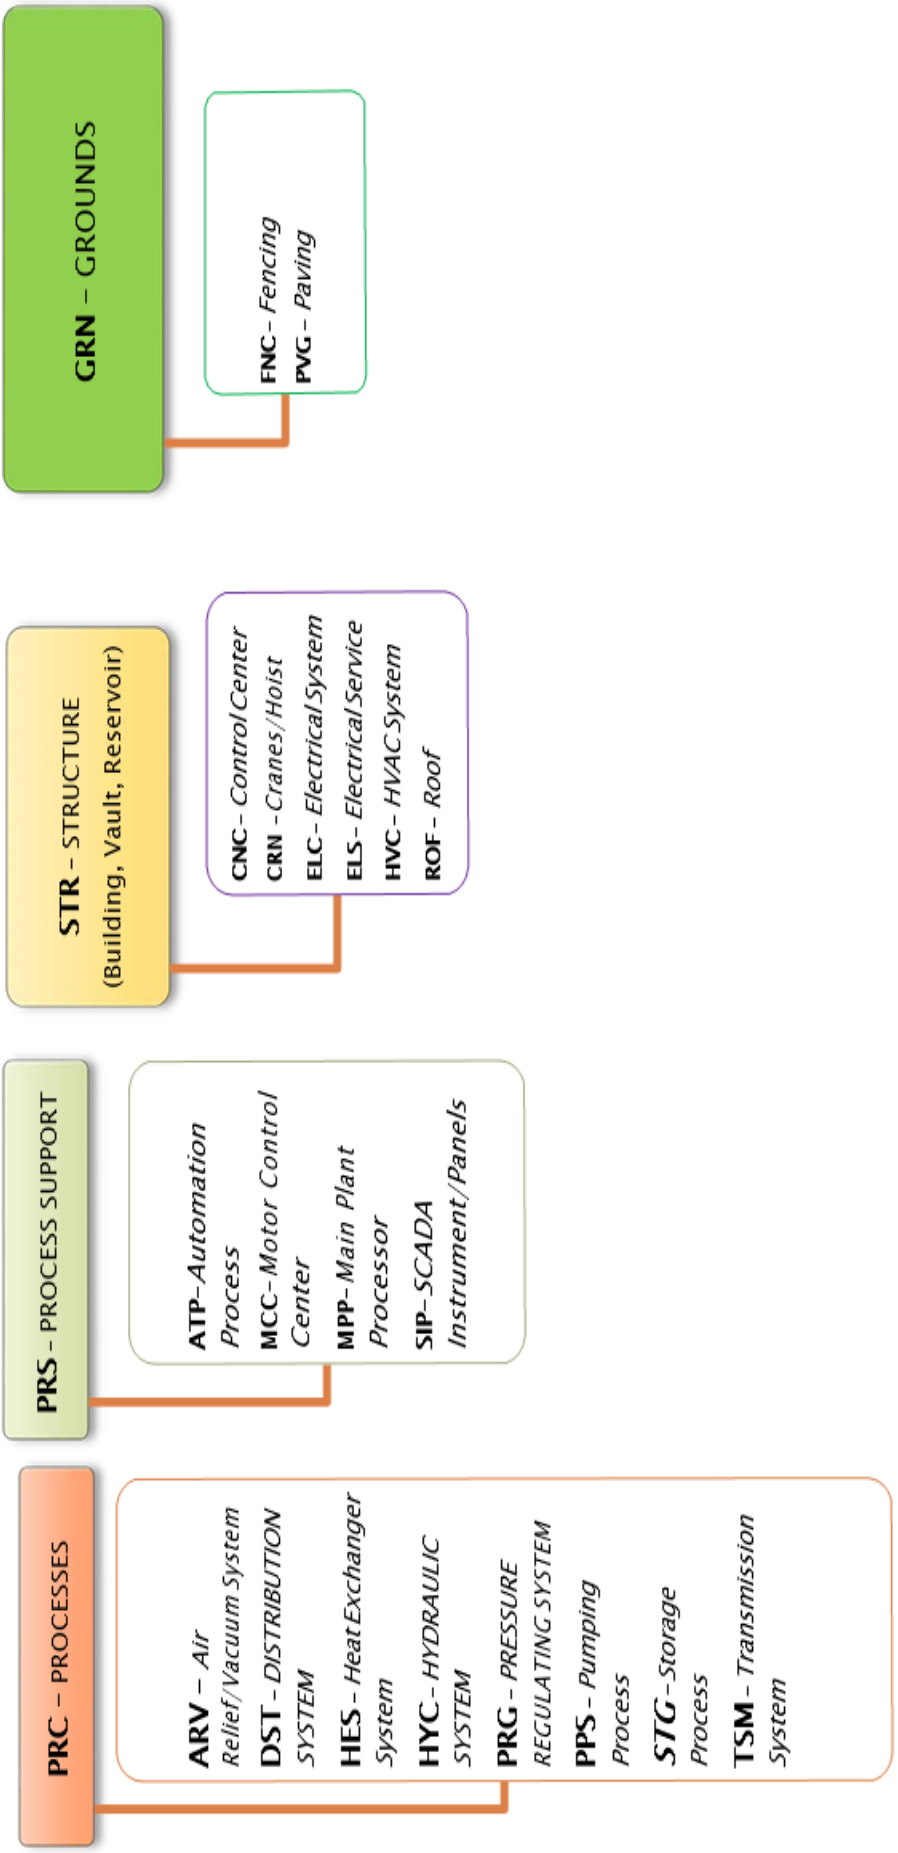 PRC – PROCESSES
ARV – Air
Relief/Vacuum System
DST – DISTRIBUTION
SYSTEM
HES – Heat Exchanger
System
HYC – HYDRAULIC
SYSTEM
PRG – PRESSURE
REGULATING SYSTEM
PPS – Pumping
Process
STG –Storage
Process
TSM – Transmission
System
PRS – PROCESS SUPPORT
ATP–Automation
Process
MCC–Motor Control
Center
MPP–Main Plant
Processor
SIP–SCADA
Instrument/Panels
STR – STRUCTURE
(Building, Vault, Reservoir)
CNC – Control Center
CRN –Cranes/Hoist
ELC – Electrical System
ELS – Electrical Service
HVC – HVAC System
ROF – Roof
GRN – GROUNDS
FNC – Fencing
PVG – Paving